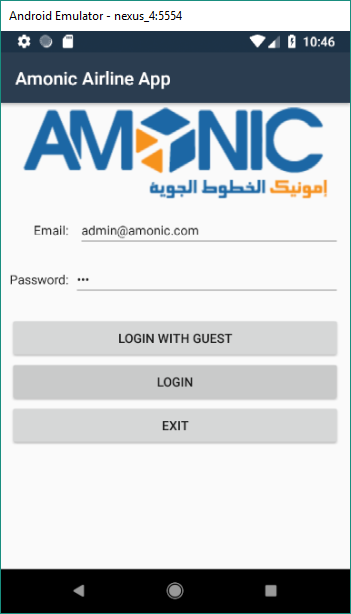 Android Emulator - nexus_4:5554
10:46
Amonic Airline App
AMONIC
إمونيك الخطوط الجوية
Email: admin@amonic.com
Password: •••
LOGIN WITH GUEST
LOGIN
EXIT